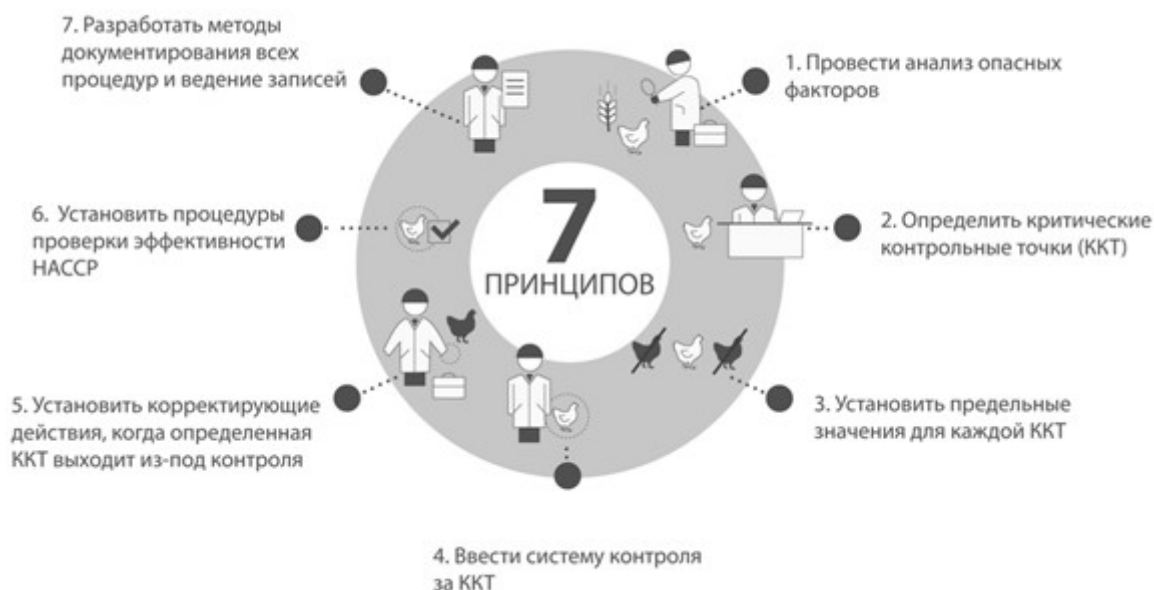 7
ПРИНЦИПОВ
1. Провести анализ опасных
факторов
2. Определить критические
контрольные точки (ККТ)
3. Установить предельные
значения для каждой ККТ
4. Ввести систему контроля
за ККТ
5. Установить корректирующие
действия, когда определенная
ККТ выходит из-под контроля
6. Установить процедуры
проверки эффективности
НАССР
7. Разработать методы
документирования всех
процедур и ведение записей